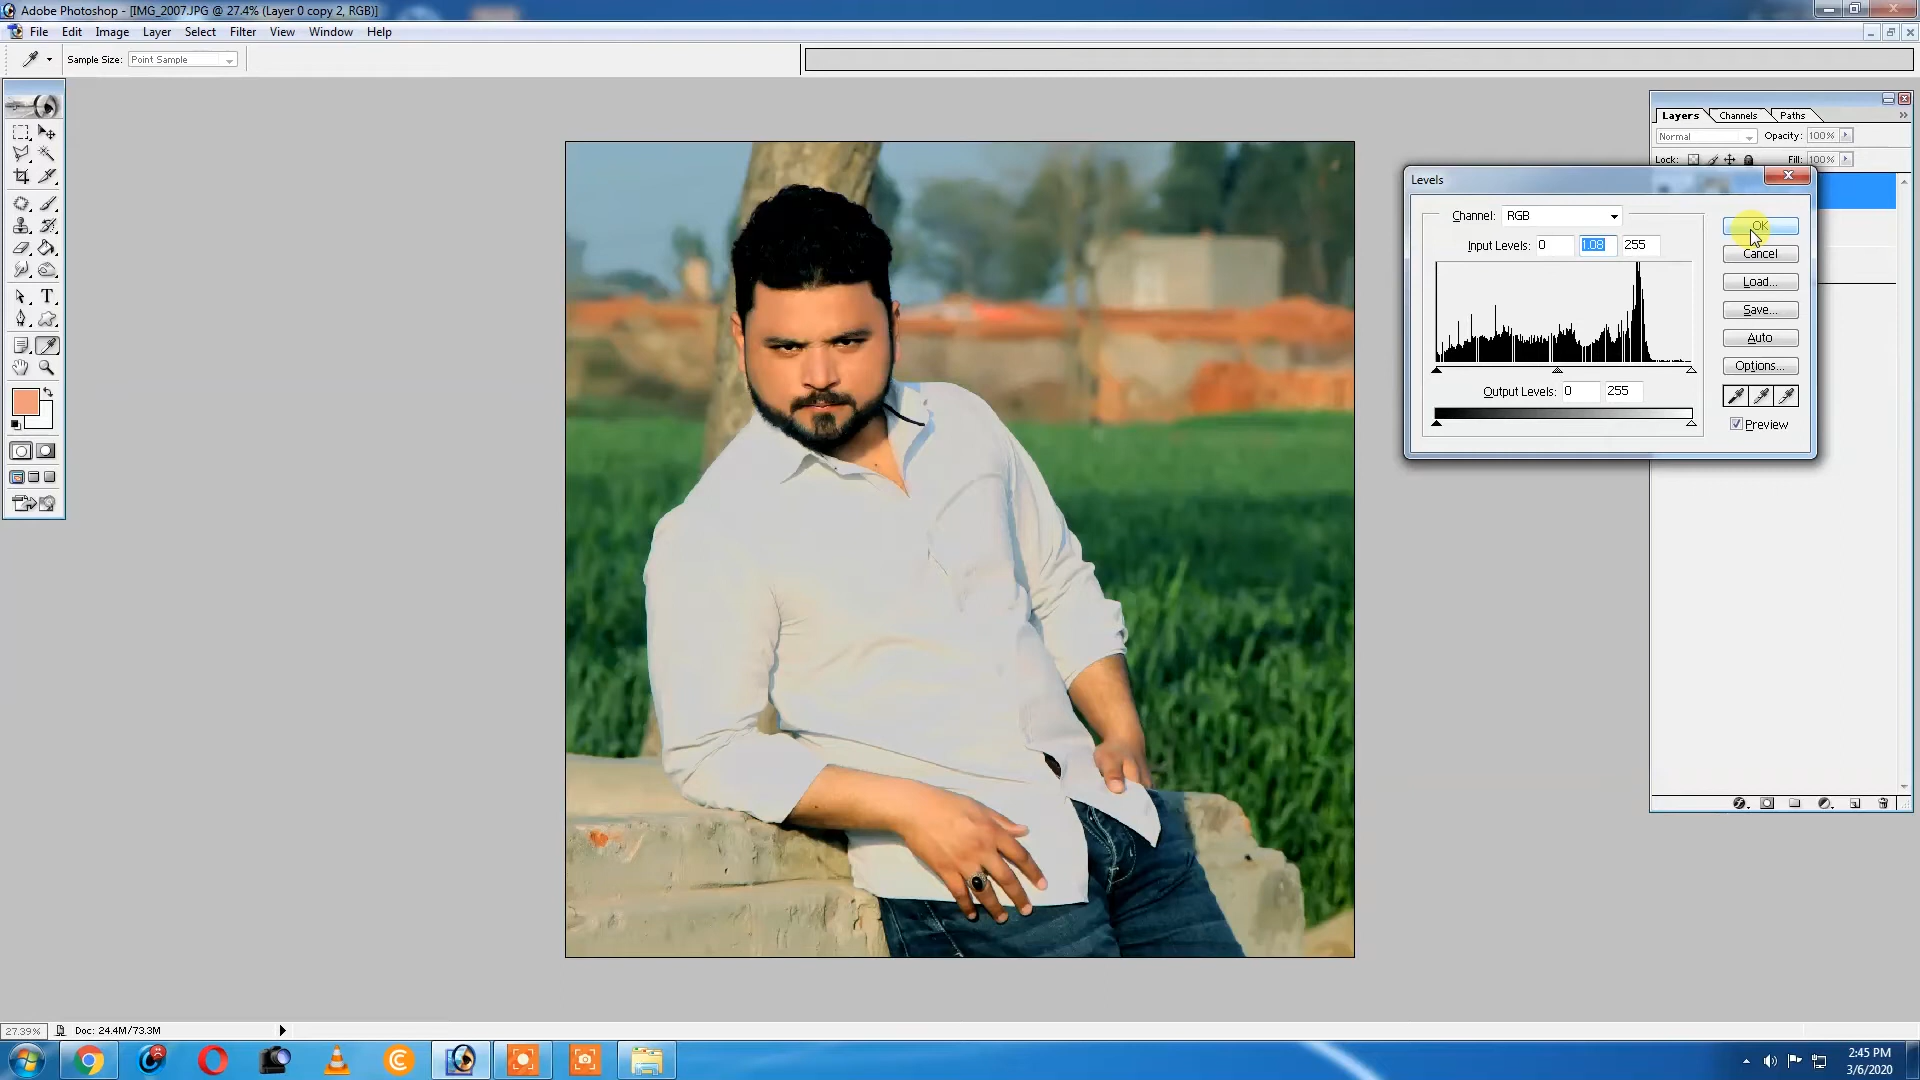 Adobe Photoshop - [IMG_2007.JPG @ 27.4% (Layer 0 copy 2, RGB)]
File Edit Image Layer Select Filter View Window Help
Sample Size: Point Sample
Layers Channels Paths
Normal Opacity: 100%
Lock: Fill: 100%
Levels
Channel: RGB
OK
Input Levels: 0 1.08 255
Cancel
Load...
Save...
Auto
Options...
Output Levels: 0 255
Preview
T
27.39% Doc: 24.4M/73.3M
2:45 PM
3/6/2020